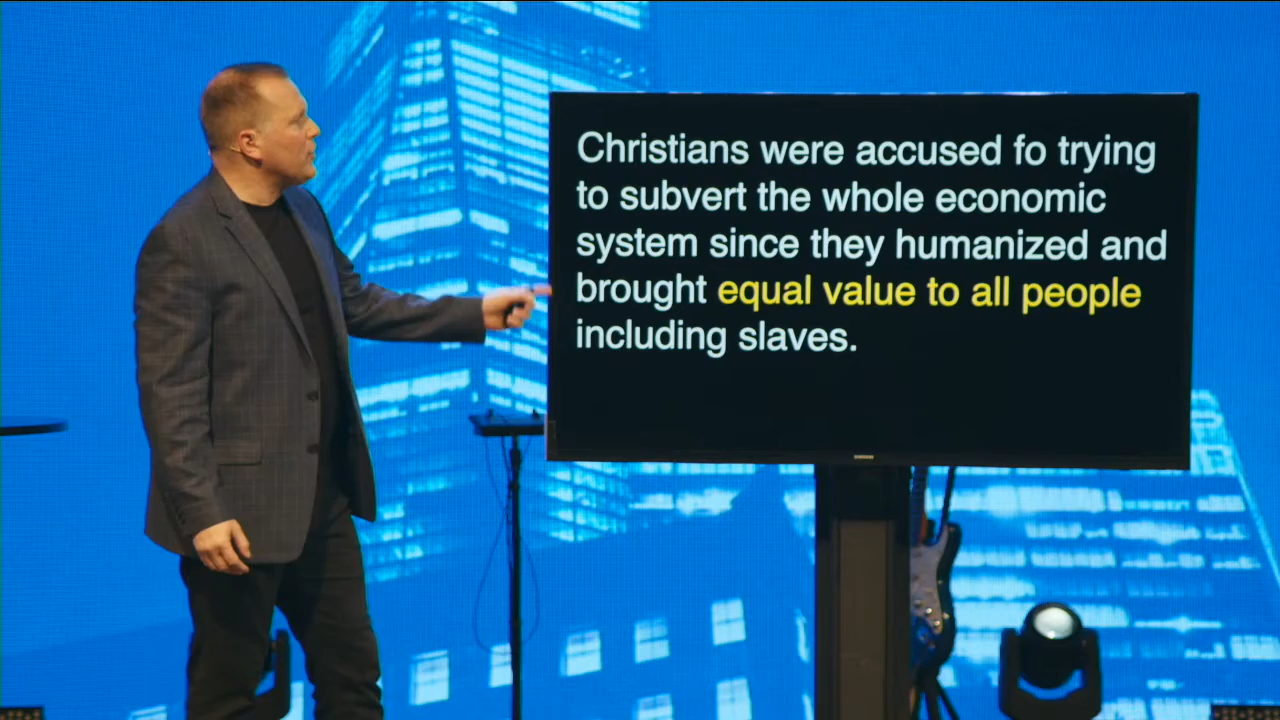 Christians were accused fo trying
to subvert the whole economic
system since they humanized and
brought equal value to all people
including slaves.
SAMSUNG